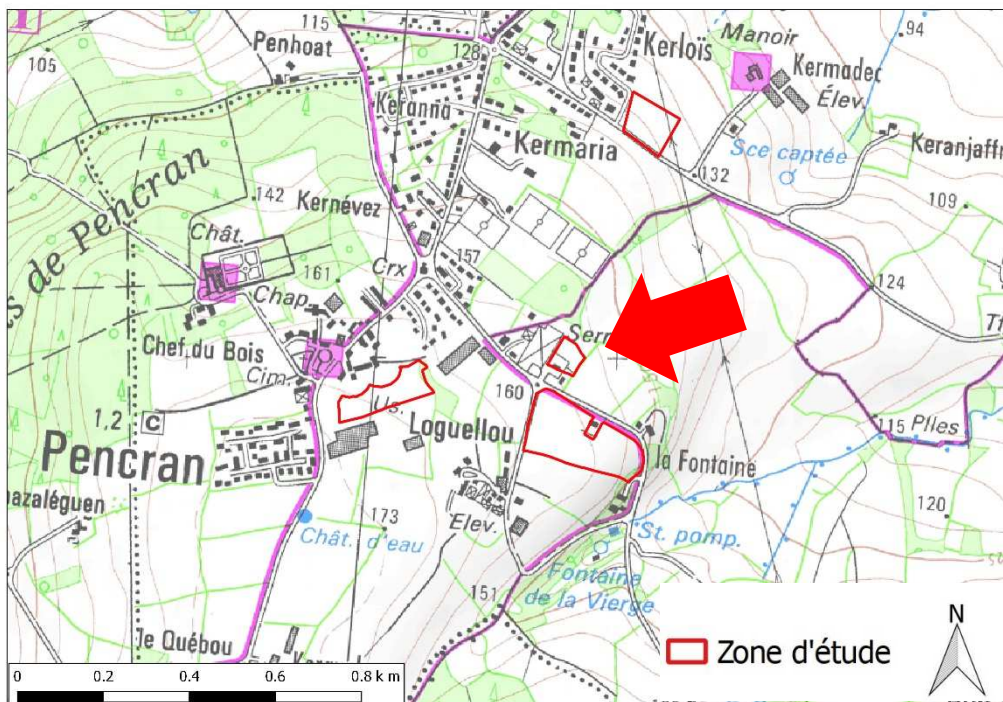 115
Penhoat
128
Kerloïs
Manoir
94
Kermadec
Élev.
105
Keranna
Kermaria
Sce captée
Keranjaffr
132
142
Kernévez
109
Chât.
161
Crx
157
124
s de Pencran
Chap.
Serr
Chef du Bois
Cim.
160
Us.
1,2
C
Loguellou
115
Plles
Pencran
la Fontaine
azaléguen
Elev.
120
173
St. pomp.
Chât. d'eau
Fontaine
de la Vierge
151
le Québou
Zone d'étude
N
0 0.2 0.4 0.6 0.8 km